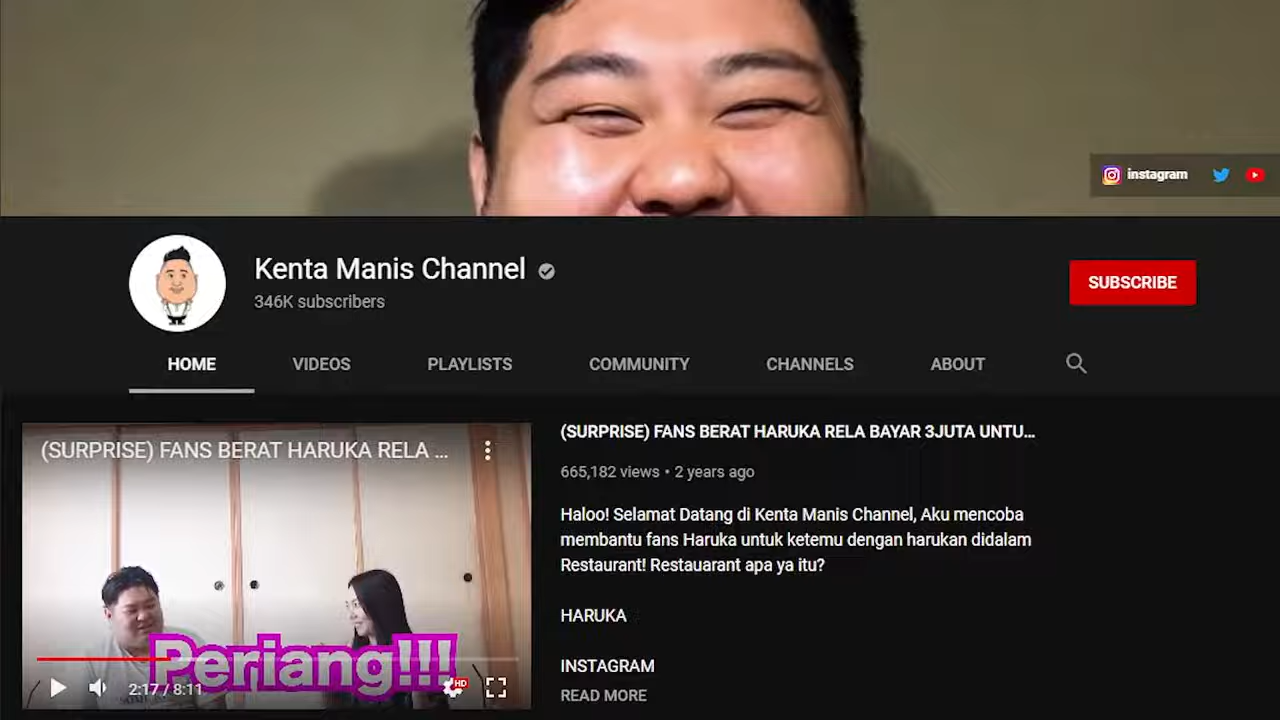 instagram
Kenta Manis Channel
346K subscribers
SUBSCRIBE
HOME VIDEOS PLAYLISTS COMMUNITY CHANNELS ABOUT
(SURPRISE) FANS BERAT HARUKA RELA ...
Periang!!!
2:17 / 8:11
HD
(SURPRISE) FANS BERAT HARUKA RELA BAYAR 3JUTA UNTU...
665,182 views • 2 years ago
Haloo! Selamat Datang di Kenta Manis Channel, Aku mencoba
membantu fans Haruka untuk ketemu dengan harukan didalam
Restaurant! Restauarant apa ya itu?
HARUKA
INSTAGRAM
READ MORE